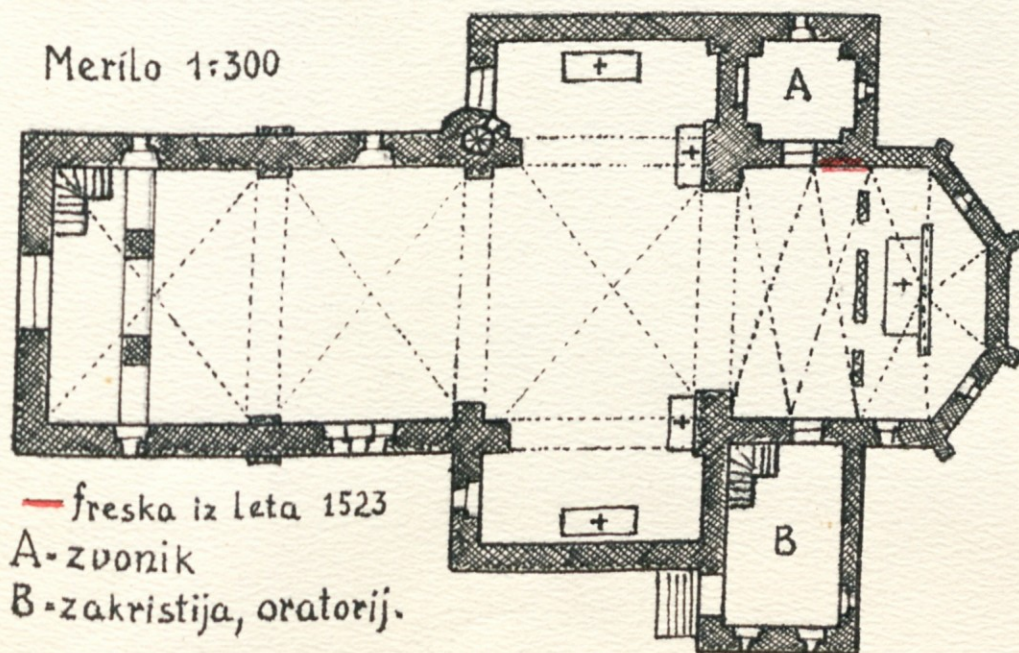 Merilo 1:300
A
B
— freska iz leta 1523
A - zvonik
B - zakristija, oratorij.